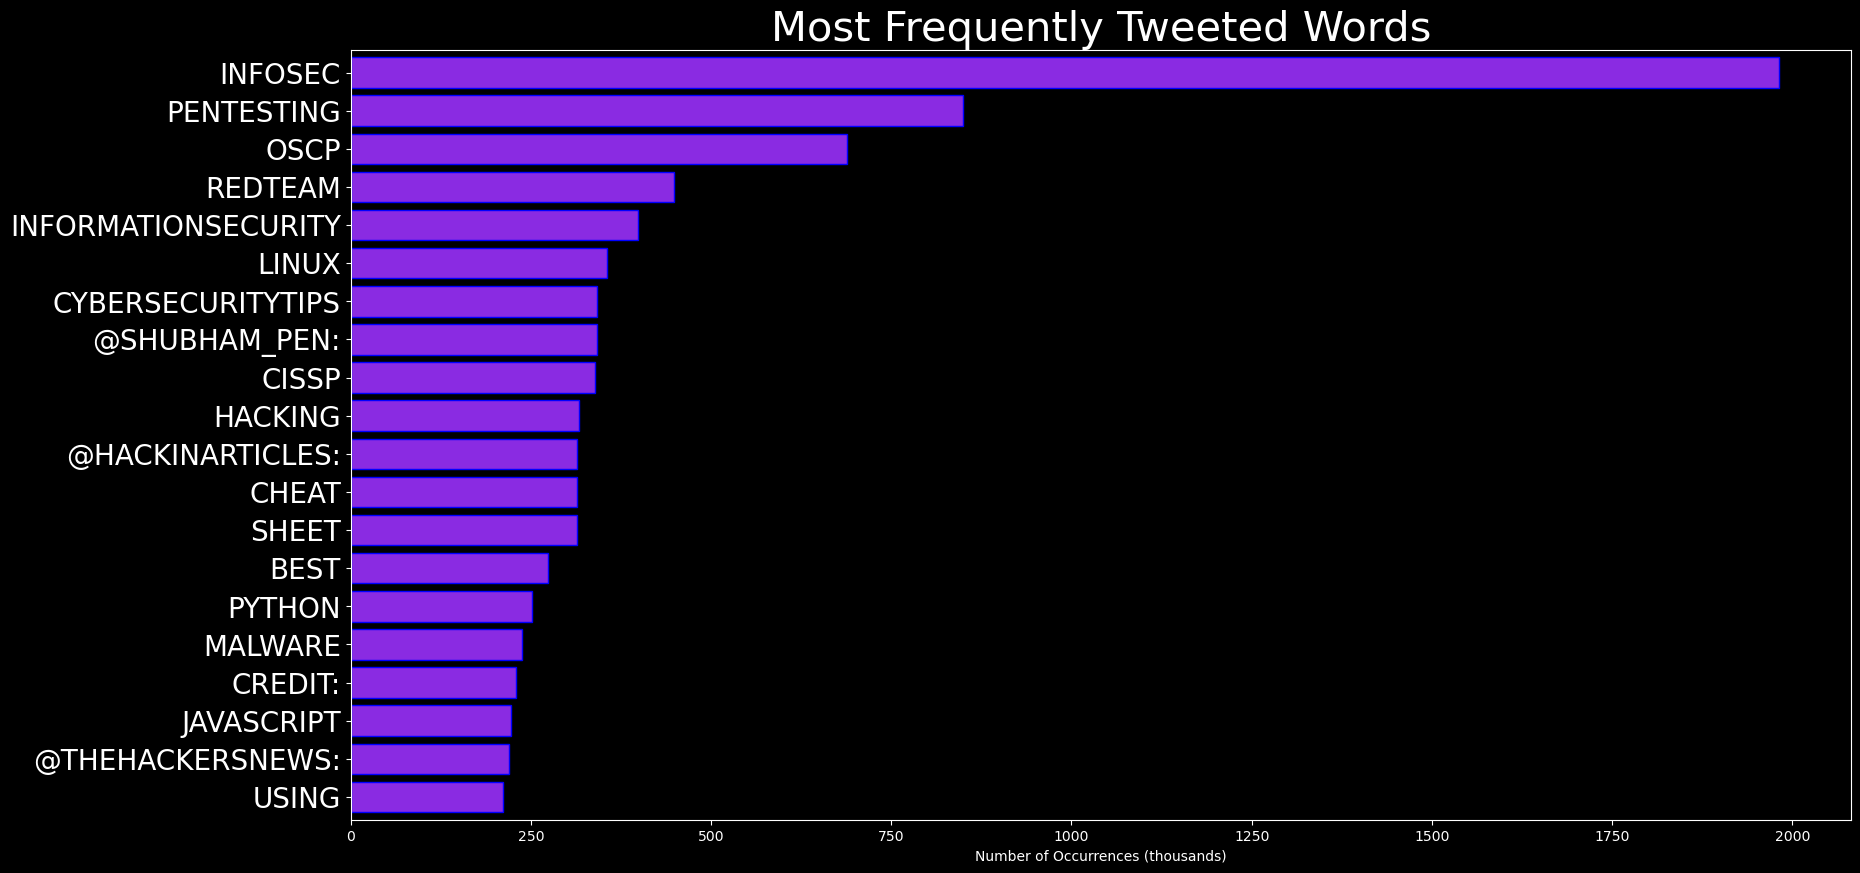 Most Frequently Tweeted Words
INFOSEC
PENTESTING
OSCP
REDTEAM
INFORMATIONSECURITY
LINUX
CYBERSECURITYTIPS
@SHUBHAM_PEN:
CISSP
HACKING
@HACKINARTICLES:
CHEAT
SHEET
BEST
PYTHON
MALWARE
CREDIT:
JAVASCRIPT
@THEHACKERSNEWS:
USING
0 250 500 750 1000 1250 1500 1750 2000
Number of Occurrences (thousands)